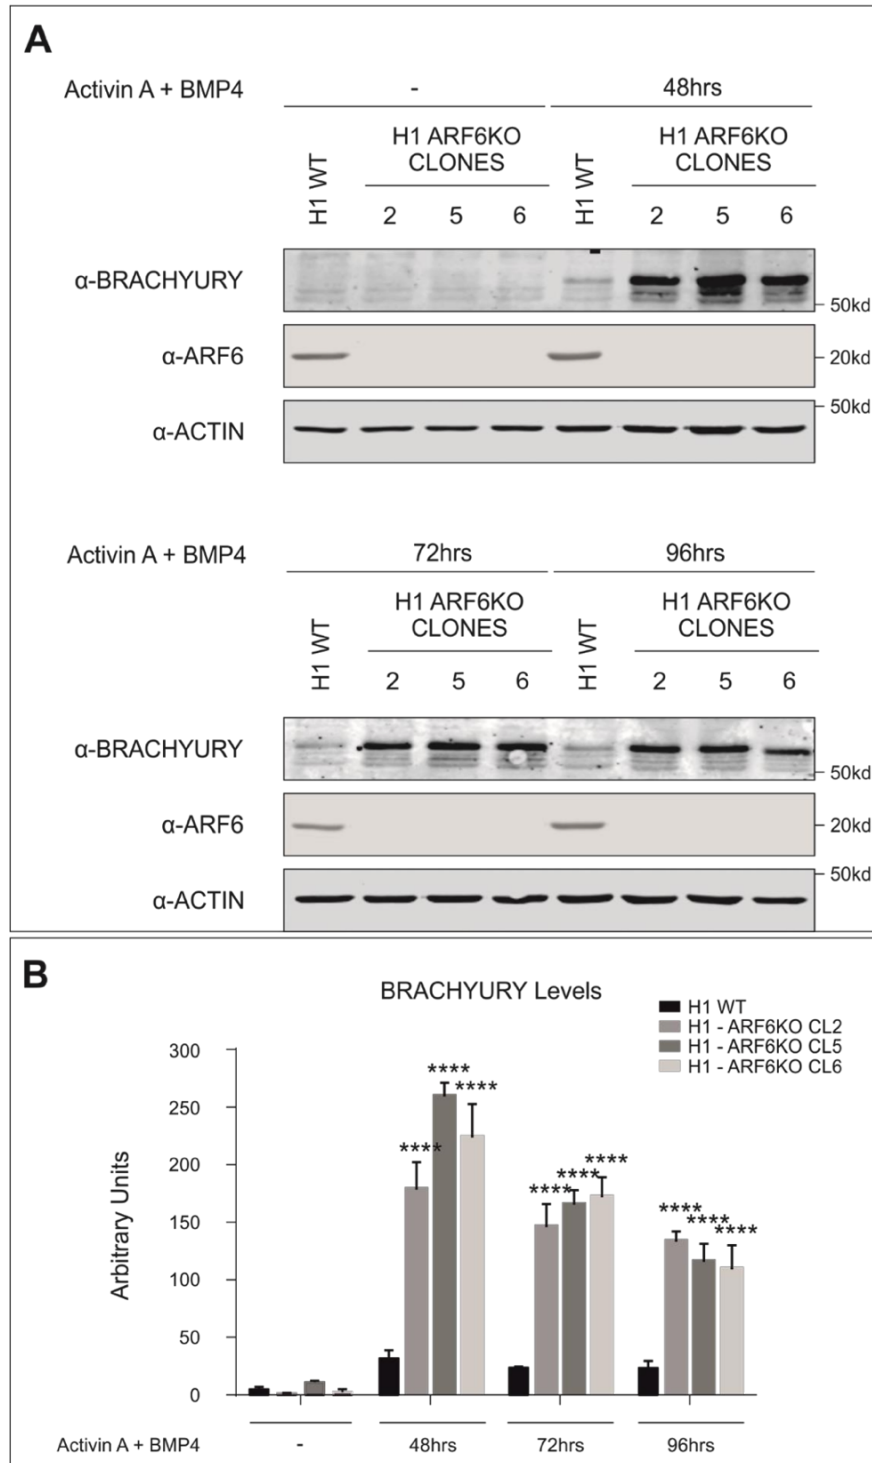 A
Activin A + BMP4 - 48hrs
H1 WT H1 ARF6KO CLONES H1 WT H1 ARF6KO CLONES
2 5 6 2 5 6
α-BRACHYURY 50kd
α-ARF6 20kd
α-ACTIN 50kd
Activin A + BMP4 72hrs 96hrs
H1 WT H1 ARF6KO CLONES H1 WT H1 ARF6KO CLONES
2 5 6 2 5 6
α-BRACHYURY 50kd
α-ARF6 20kd
α-ACTIN 50kd
B
BRACHYURY Levels
H1 WT
H1 - ARF6KO CL2
H1 - ARF6KO CL5
H1 - ARF6KO CL6
Arbitrary Units
300
250
200
150
100
50
0
**** **** ****
**** **** ****
**** **** ****
Activin A + BMP4 - 48hrs 72hrs 96hrs